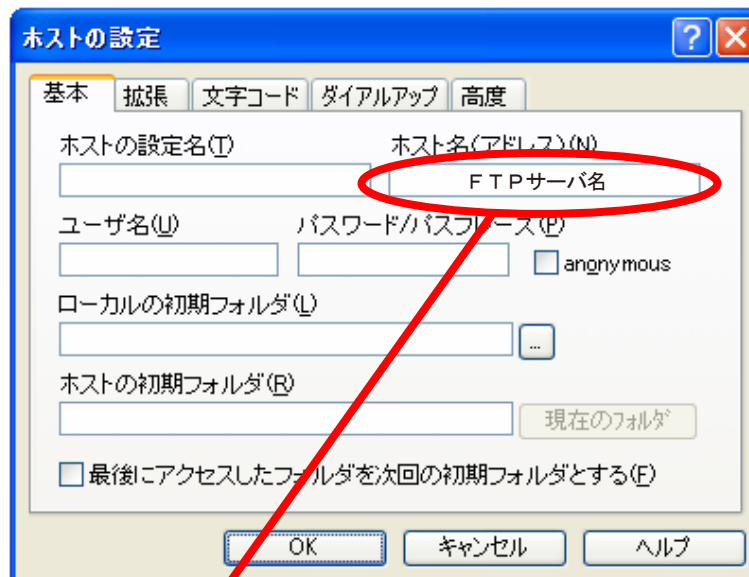 ホストの設定
基本 拡張 文字コード ダイアルアップ 高度
ホストの設定名(T) ホスト名(アドレス)(N)
ＦＴＰサーバ名
ユーザ名(U) パスワード/パスフレーズ(P)
anonymous
ローカルの初期フォルダ(L)
...
ホストの初期フォルダ(R)
現在のフォルダ
最後にアクセスしたフォルダを次回の初期フォルダとする(F)
OK キャンセル ヘルプ